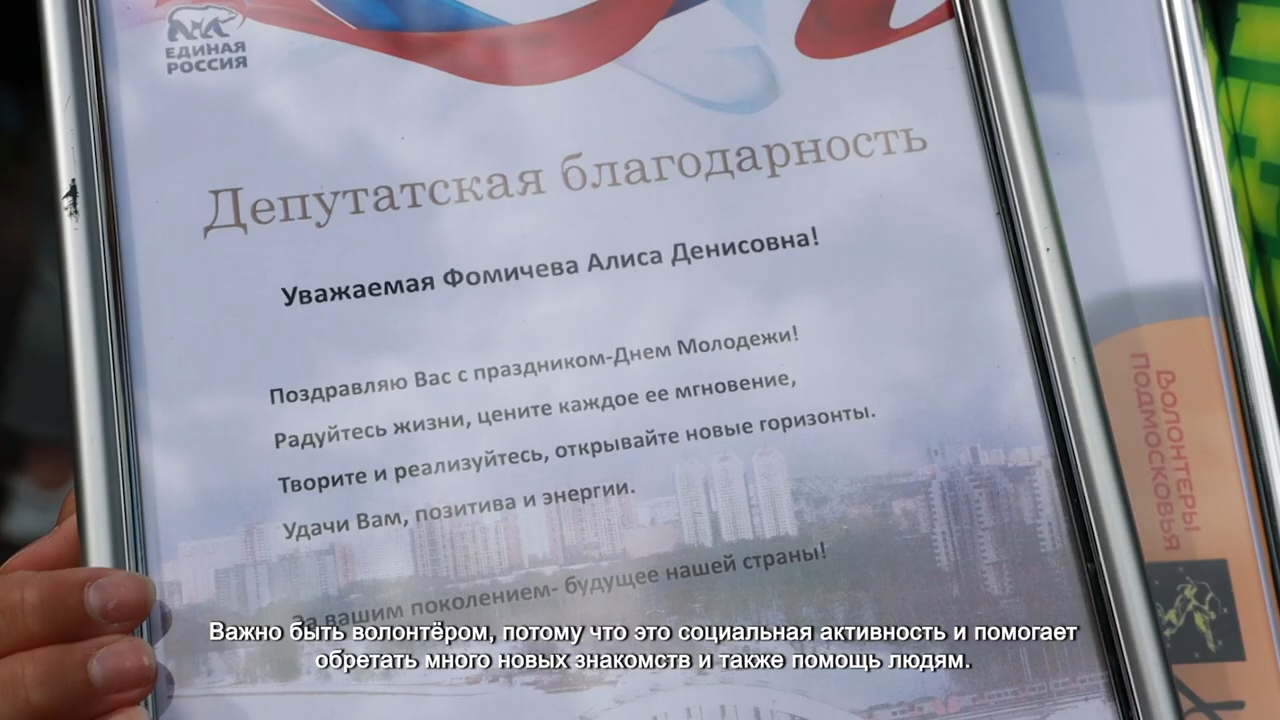 ЕДИНАЯ
РОССИЯ
Депутатская благодарность
Уважаемая Фомичева Алиса Денисовна!
Поздравляю Вас с праздником-Днем Молодежи!
Радуйтесь жизни, цените каждое ее мгновение,
Творите и реализуйтесь, открывайте новые горизонты.
Удачи Вам, позитива и энергии.
За вашим поколением- будущее нашей страны!
ВОЛОНТЕРЫ
ПОДМОСКОВЬЯ
Важно быть волонтёром, потому что это социальная активность и помогает
обретать много новых знакомств и также помощь людям.